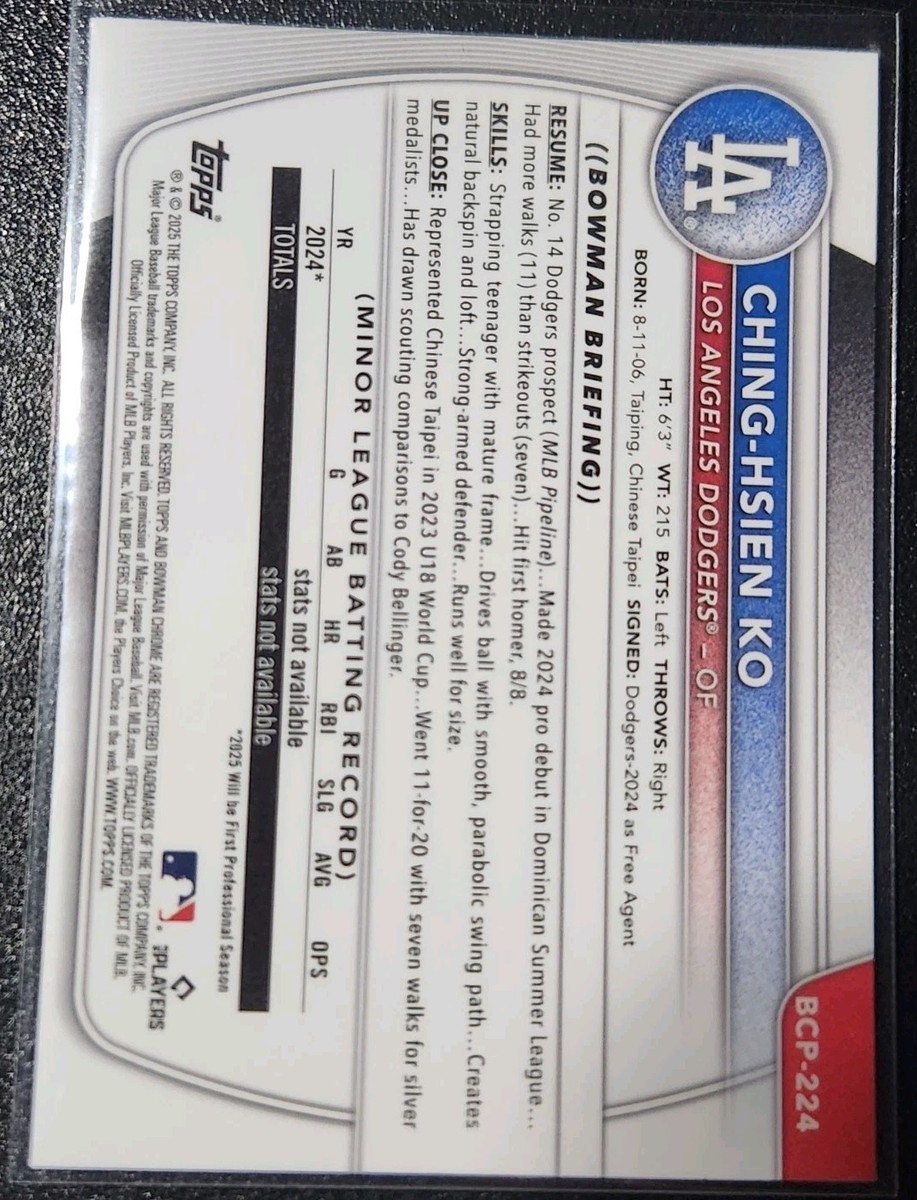 BCP-224
LA
CHING-HSIEN KO
LOS ANGELES DODGERS® – OF
HT: 6'3" WT: 215 BATS: Left THROWS: Right
BORN: 8-11-06, Taiping, Chinese Taipei SIGNED: Dodgers-2024 as Free Agent
((BOWMAN BRIEFING))
RESUME: No. 14 Dodgers prospect (MLB Pipeline)...Made 2024 pro debut in Dominican Summer League...
Had more walks (11) than strikeouts (seven)...Hit first homer, 8/8.
SKILLS: Strapping teenager with mature frame...Drives ball with smooth, parabolic swing path...Creates
natural backspin and loft...Strong-armed defender...Runs well for size.
UP CLOSE: Represented Chinese Taipei in 2023 U18 World Cup...Went 11-for-20 with seven walks for silver
medalists...Has drawn scouting comparisons to Cody Bellinger.
(MINOR LEAGUE BATTING RECORD)
YR G AB HR RBI SLG AVG OPS
2024* stats not available
TOTALS stats not available
*2025 Will be First Professional Season
topps®
PLAYERS
® & © 2025 THE TOPPS COMPANY, INC. ALL RIGHTS RESERVED. TOPPS AND BOWMAN CHROME ARE REGISTERED TRADEMARKS OF THE TOPPS COMPANY, INC.
Major League Baseball trademarks and copyrights are used with permission of Major League Baseball. Visit MLB.com. OFFICIALLY LICENSED PRODUCT OF MLB.
Officially Licensed Product of MLB Players, Inc. Visit MLBPLAYERS.COM, the Players Choice on the web. WWW.TOPPS.COM.